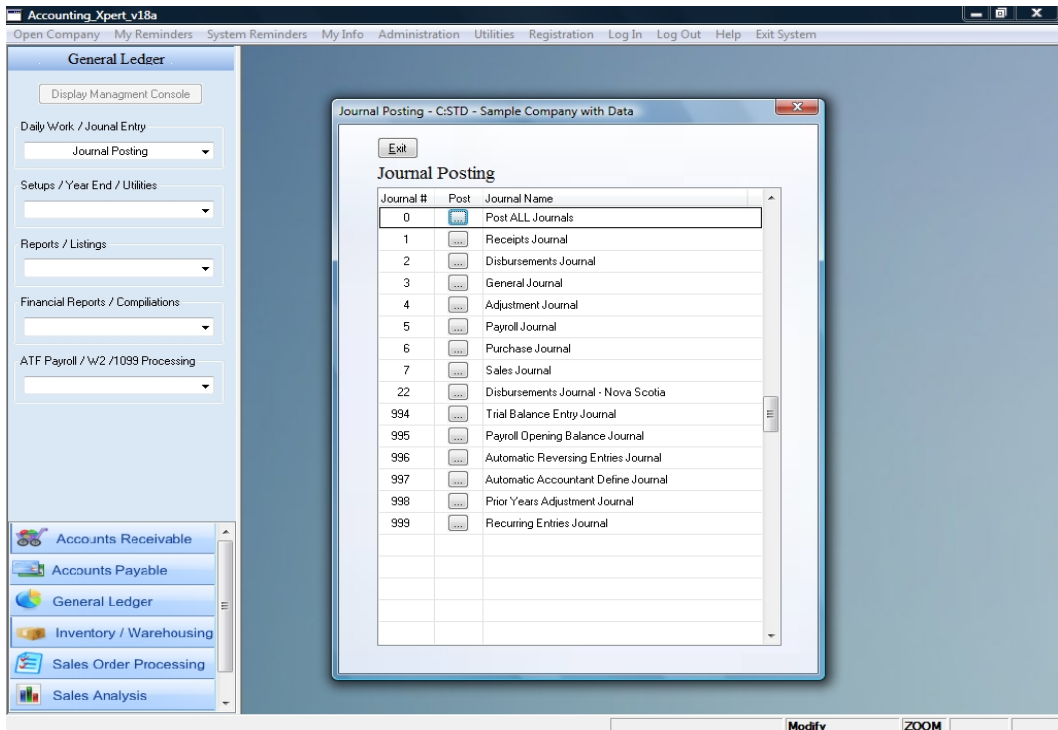 Accounting_Xpert_v18a
Open Company My Reminders System Reminders My Info Administration Utilities Registration Log In Log Out Help Exit System
General Ledger
Display Managment Console
Daily Work / Jounal Entry
Journal Posting
Setups / Year End / Utilities
Reports / Listings
Financial Reports / Compiliations
ATF Payroll / W2 /1099 Processing
Accounts Receivable
Accounts Payable
General Ledger
Inventory / Warehousing
Sales Order Processing
Sales Analysis
Journal Posting - C:STD - Sample Company with Data
Exit
Journal Posting
Journal # Post Journal Name
0 ... Post ALL Journals
1 ... Receipts Journal
2 ... Disbursements Journal
3 ... General Journal
4 ... Adjustment Journal
5 ... Payroll Journal
6 ... Purchase Journal
7 ... Sales Journal
22 ... Disbursements Journal - Nova Scotia
994 ... Trial Balance Entry Journal
995 ... Payroll Opening Balance Journal
996 ... Automatic Reversing Entries Journal
997 ... Automatic Accountant Define Journal
998 ... Prior Years Adjustment Journal
999 ... Recurring Entries Journal
Modify ZOOM